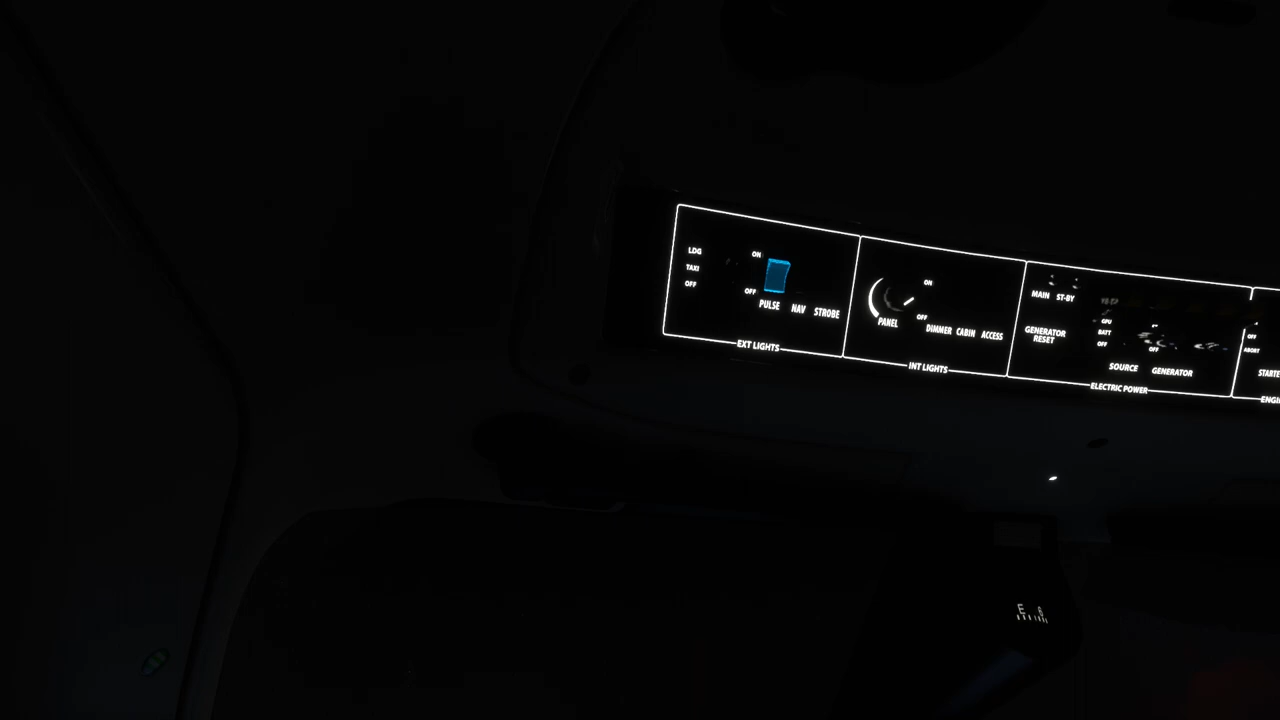 LDG
TAXI
OFF
ON
OFF
PULSE NAV STROBE
EXT LIGHTS
ON
OFF
PANEL
DIMMER CABIN ACCESS
INT LIGHTS
MAIN ST-BY
GENERATOR
RESET
GPU
BATT
OFF
OFF
SOURCE GENERATOR
ELECTRIC POWER
OFF
ABORT
E